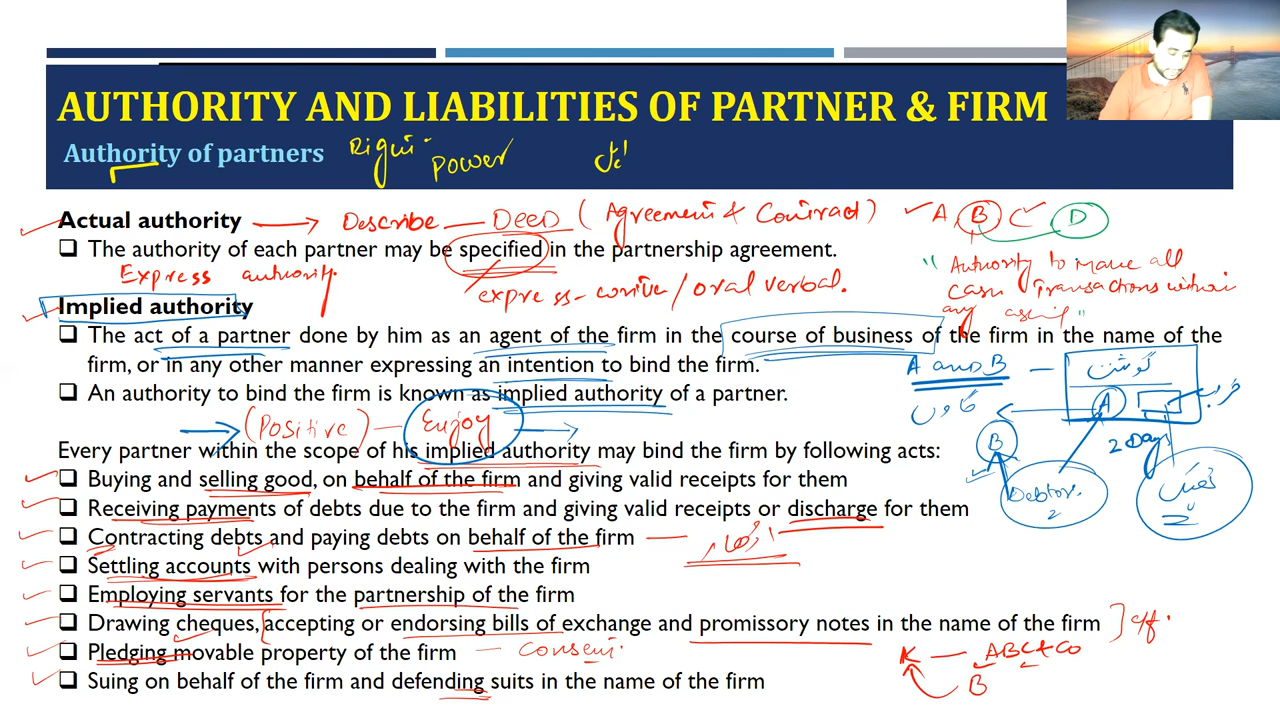 AUTHORITY AND LIABILITIES OF PARTNER & FIRM
Authority of partners
Power
Actual authority
Describe — DEED (Agreement & Contract)
A, B C D
❑ The authority of each partner may be specified in the partnership agreement.
Express authority.
express - / oral verbal.
"Authority to make all
cash Transactions without
any
Implied authority
❑ The act of a partner done by him as an agent of the firm in the course of business of the firm in the name of the
firm, or in any other manner expressing an intention to bind the firm.
A and B — گوشت
❑ An authority to bind the firm is known as implied authority of a partner.
A
(Positive) — Enjoy
B
2 Days
Every partner within the scope of his implied authority may bind the firm by following acts:
❑ Buying and selling good, on behalf of the firm and giving valid receipts for them
Debtor.
❑ Receiving payments of debts due to the firm and giving valid receipts or discharge for them
❑ Contracting debts and paying debts on behalf of the firm —
❑ Settling accounts with persons dealing with the firm
❑ Employing servants for the partnership of the firm
❑ Drawing cheques, accepting or endorsing bills of exchange and promissory notes in the name of the firm
❑ Pledging movable property of the firm — Consent.
K — ABC & Co
B
❑ Suing on behalf of the firm and defending suits in the name of the firm